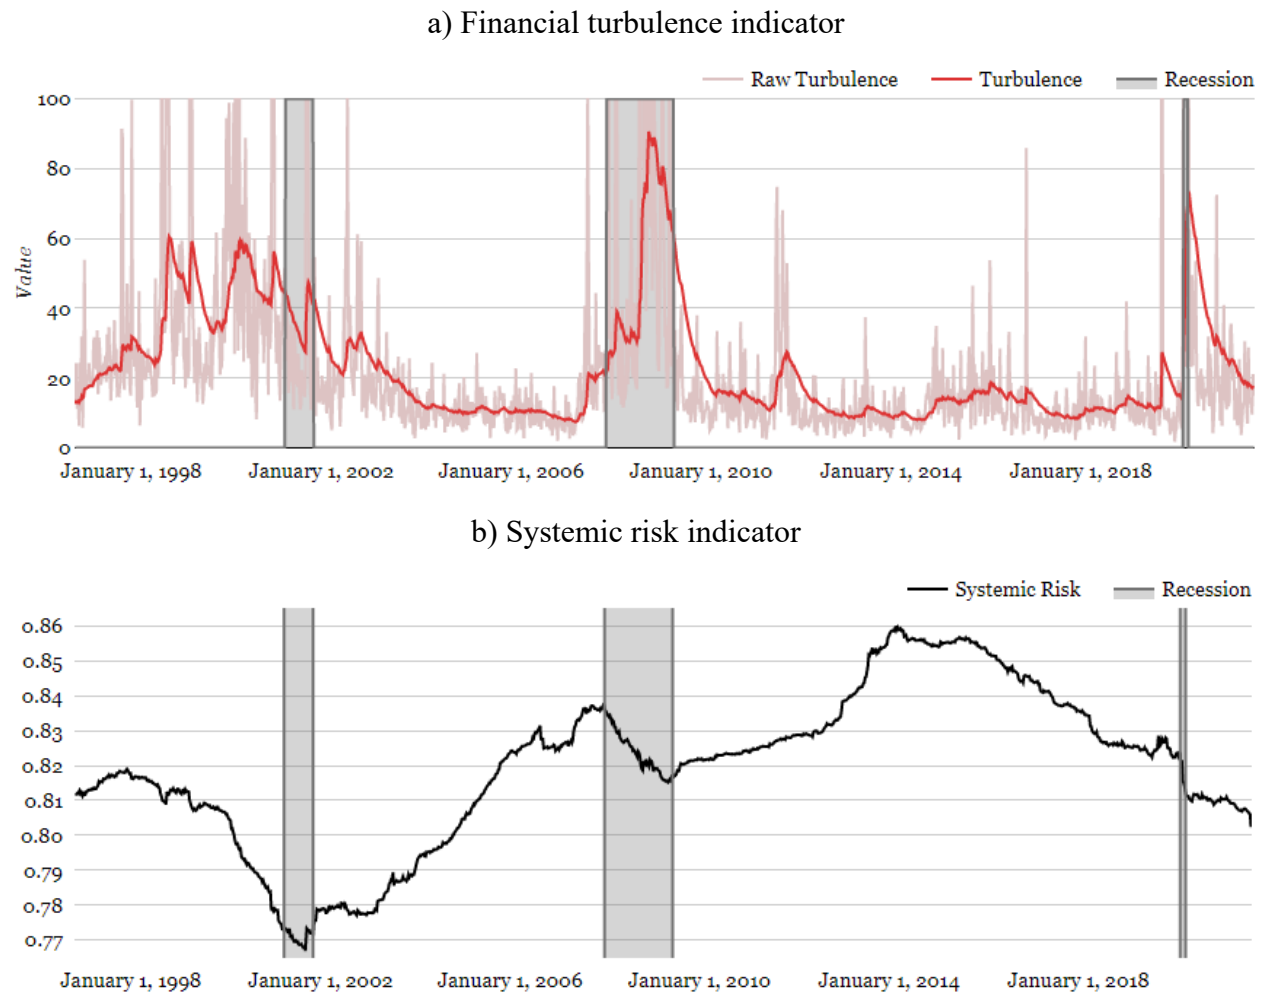 a) Financial turbulence indicator
Raw Turbulence Turbulence Recession
100
80
60
40
20
0
Value
January 1, 1998 January 1, 2002 January 1, 2006 January 1, 2010 January 1, 2014 January 1, 2018
b) Systemic risk indicator
Systemic Risk Recession
0.86
0.85
0.84
0.83
0.82
0.81
0.80
0.79
0.78
0.77
January 1, 1998 January 1, 2002 January 1, 2006 January 1, 2010 January 1, 2014 January 1, 2018